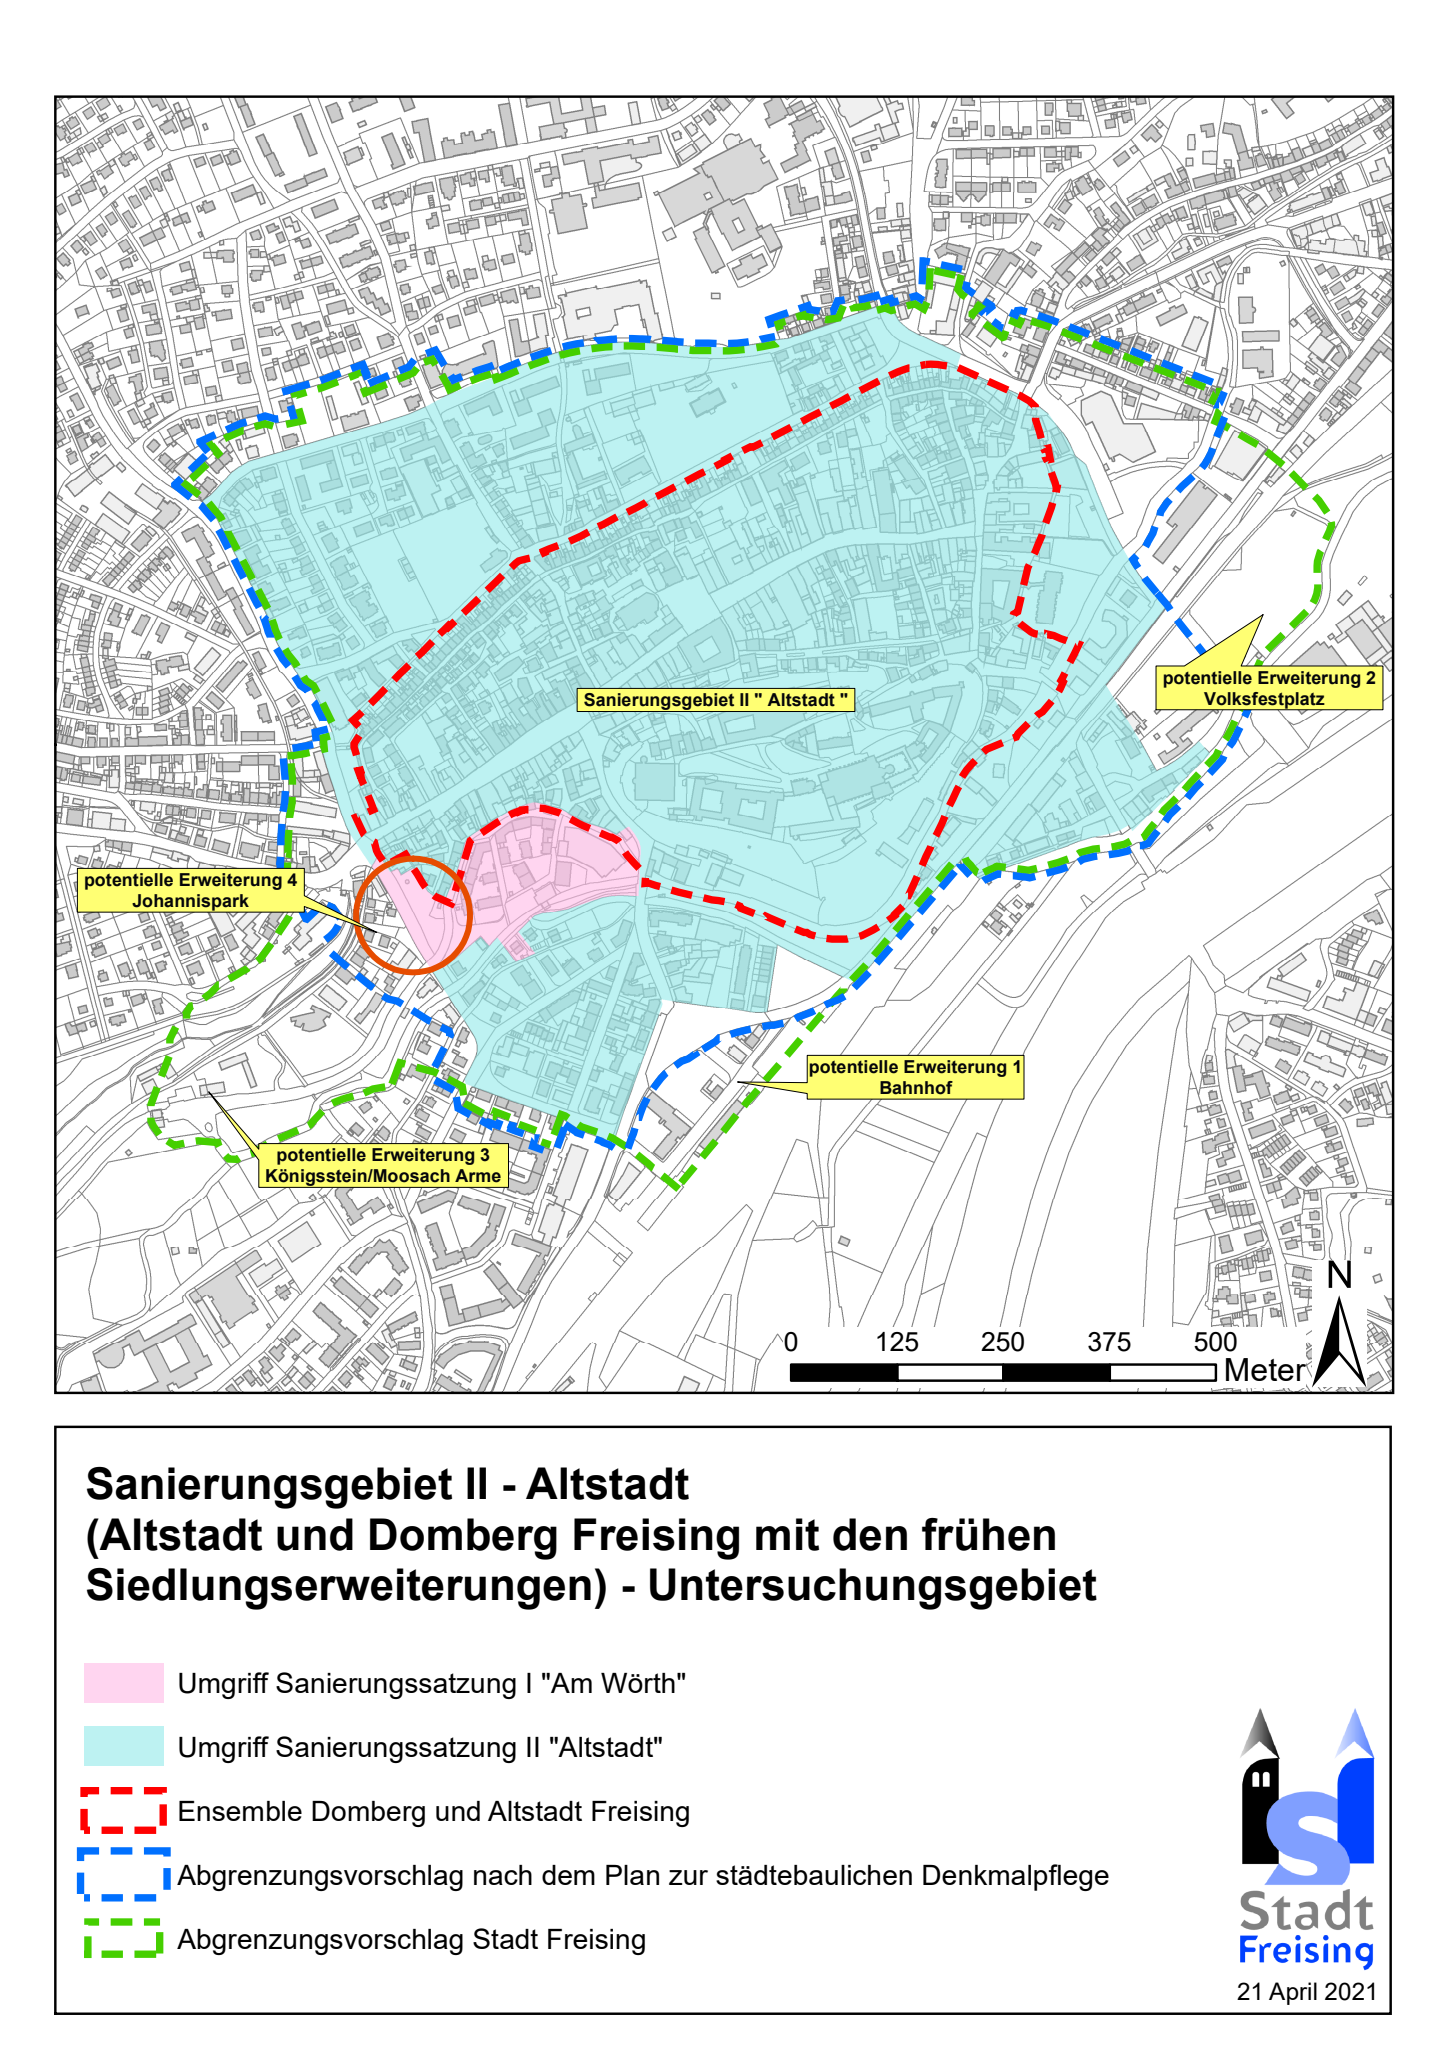 Sanierungsgebiet II " Altstadt "
potentielle Erweiterung 2
Volksfestplatz
potentielle Erweiterung 4
Johannispark
potentielle Erweiterung 1
Bahnhof
potentielle Erweiterung 3
Königsstein/Moosach Arme
N
0 125 250 375 500
Meter
Sanierungsgebiet II - Altstadt
(Altstadt und Domberg Freising mit den frühen
Siedlungserweiterungen) - Untersuchungsgebiet
Umgriff Sanierungssatzung I "Am Wörth"
Umgriff Sanierungssatzung II "Altstadt"
Ensemble Domberg und Altstadt Freising
Abgrenzungsvorschlag nach dem Plan zur städtebaulichen Denkmalpflege
Abgrenzungsvorschlag Stadt Freising
Stadt
Freising
21 April 2021